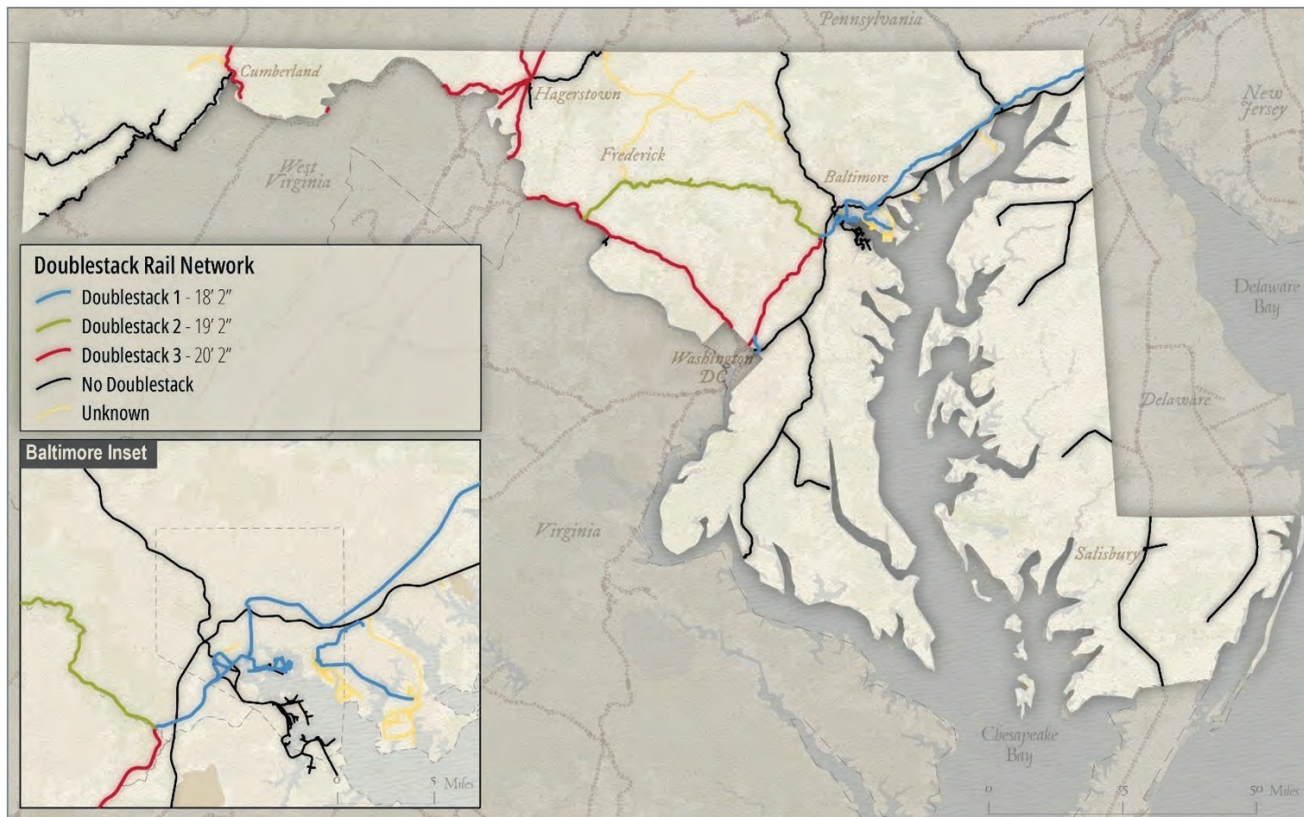 Pennsylvania
Cumberland
Hagerstown
New
Jersey
West
Virginia
Frederick
Baltimore
Doublestack Rail Network
Doublestack 1 - 18' 2"
Doublestack 2 - 19' 2"
Doublestack 3 - 20' 2"
No Doublestack
Unknown
Delaware
Bay
Washington
DC
Delaware
Baltimore Inset
Virginia
Salisbury
Chesapeake
Bay
0 5 Miles
0 5 50 Miles